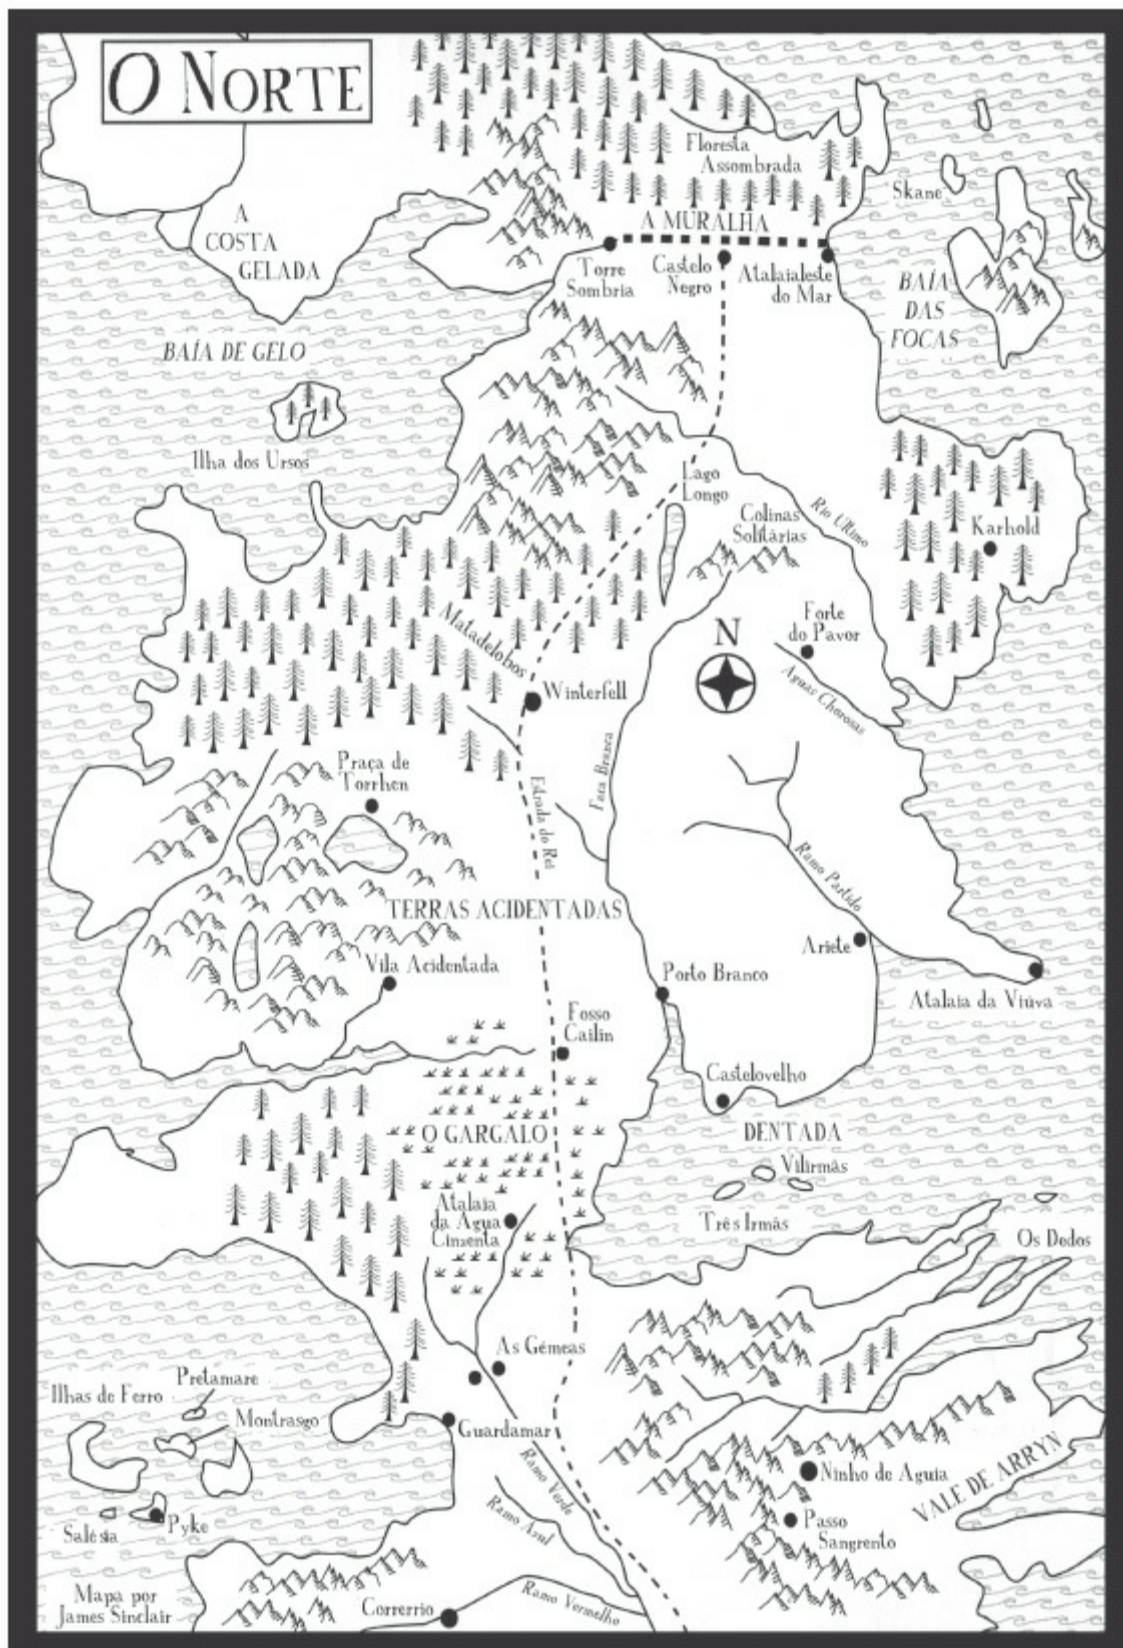 O NORTE
Floresta
Assombrada
Skane
A
COSTA
GELADA
A MURALHA
Torre
Sombria
Castelo
Negro
Atalaialeste
do Mar
BAÍA
DAS
FOCAS
BAÍA DE GELO
Ilha dos Ursos
Lago
Longo
Colinas
Solitárias
Rio Último
Karhold
Matadelobos
Forte
do Pavor
N
Winterfell
Águas Chorosas
Faca Branca
Praça de
Torrhen
Estrada do Rei
Ramo Partido
TERRAS ACIDENTADAS
Ariete
Vila Acidentada
Porto Branco
Atalaia da Viúva
Fosso
Cailin
Castelovelho
O GARGALO
DENTADA
Vilirmãs
Atalaia
da Água
Cinzenta
Três Irmãs
Os Dedos
As Gémeas
Pretamare
Ilhas de Ferro
Montrasgo
Guardamar
Ramo Verde
Ninho de Águia
VALE DE ARRYN
Ramo Azul
Salésia
Pyke
Passo
Sangrento
Mapa por
James Sinclair
Correrrio
Ramo Vermelho